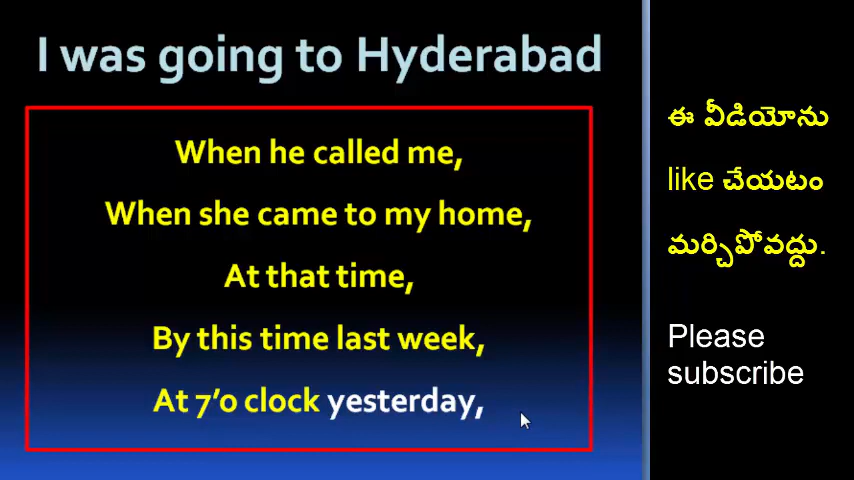 I was going to Hyderabad
When he called me,
When she came to my home,
At that time,
By this time last week,
At 7'o clock yesterday,
ఈ వీడియోను
like చేయటం
మర్చిపోవద్దు.
Please
subscribe